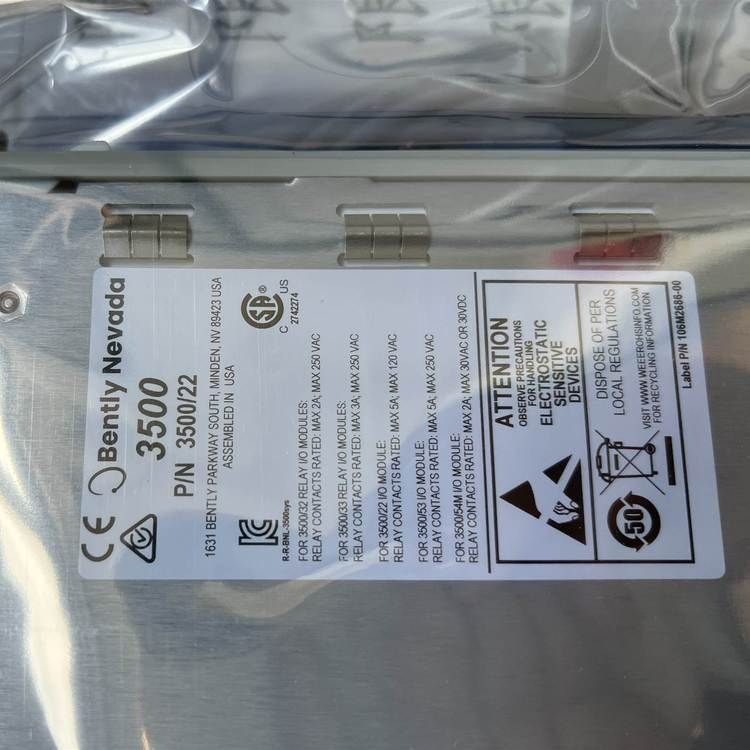 CE
Bently Nevada
3500
P/N 3500/22
1631 BENTLY PARKWAY SOUTH, MINDEN, NV 89423 USA
ASSEMBLED IN USA
R-R-BNL-3500sys
C SA ® US
2742274
FOR 3500/32 RELAY I/O MODULES:
RELAY CONTACTS RATED: MAX 2A; MAX 250 VAC
FOR 3500/33 RELAY I/O MODULES:
RELAY CONTACTS RATED: MAX 3A; MAX 250 VAC
FOR 3500/22 I/O MODULE:
RELAY CONTACTS RATED: MAX 5A; MAX 120 VAC
FOR 3500/53 I/O MODULE:
RELAY CONTACTS RATED: MAX 5A; MAX 250 VAC
FOR 3500/54M I/O MODULE:
RELAY CONTACTS RATED: MAX 2A; MAX 30VAC OR 30VDC
ATTENTION
OBSERVE PRECAUTIONS
FOR HANDLING
ELECTROSTATIC
SENSITIVE
DEVICES
50
DISPOSE OF PER
LOCAL REGULATIONS
VISIT WWW.WEEEROHSINFO.COM
FOR RECYCLING INFORMATION
Label P/N 106M2686-00